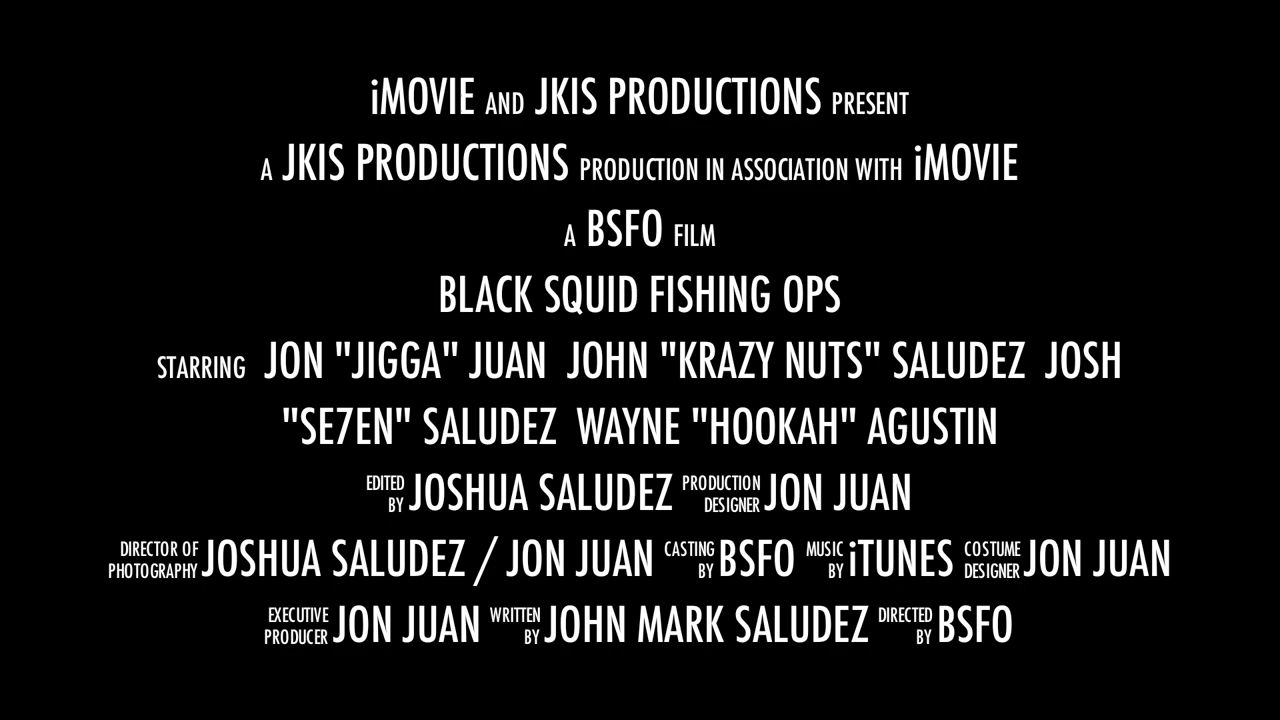 iMOVIE AND JKIS PRODUCTIONS PRESENT
A JKIS PRODUCTIONS PRODUCTION IN ASSOCIATION WITH iMOVIE
A BSFO FILM
BLACK SQUID FISHING OPS
STARRING JON "JIGGA" JUAN JOHN "KRAZY NUTS" SALUDEZ JOSH
"SE7EN" SALUDEZ WAYNE "HOOKAH" AGUSTIN
EDITED BY JOSHUA SALUDEZ PRODUCTION DESIGNER JON JUAN
DIRECTOR OF PHOTOGRAPHY JOSHUA SALUDEZ / JON JUAN CASTING BY BSFO MUSIC BY iTUNES COSTUME DESIGNER JON JUAN
EXECUTIVE PRODUCER JON JUAN WRITTEN BY JOHN MARK SALUDEZ DIRECTED BY BSFO